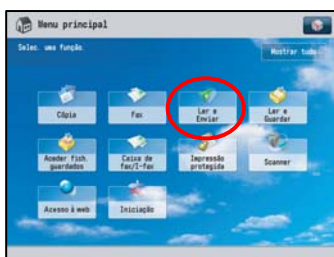 Menu principal
Selec. uma função.
Mostrar tudo
Cópia
Fax
Ler e
Enviar
Ler e
Guardar
Aceder fish.
guardados
Caixa de
fax/I-fax
Impressão
protegida
Scanner
Acesso à web
Iniciação